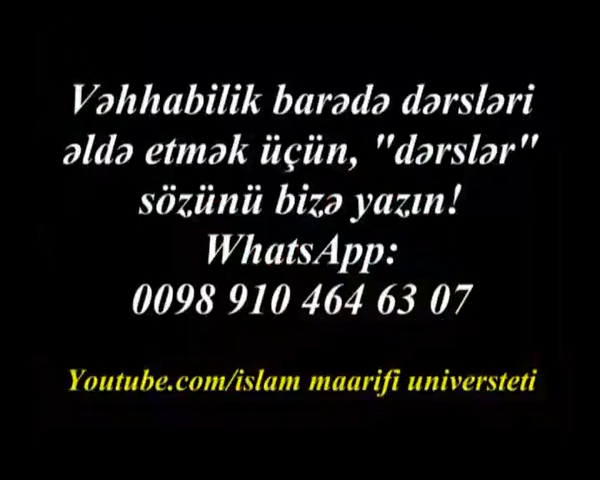 Vəhhabilik barədə dərsləri
əldə etmək üçün, "dərslər"
sözünü bizə yazın!
WhatsApp:
0098 910 464 63 07
Youtube.com/islam maarifi universteti